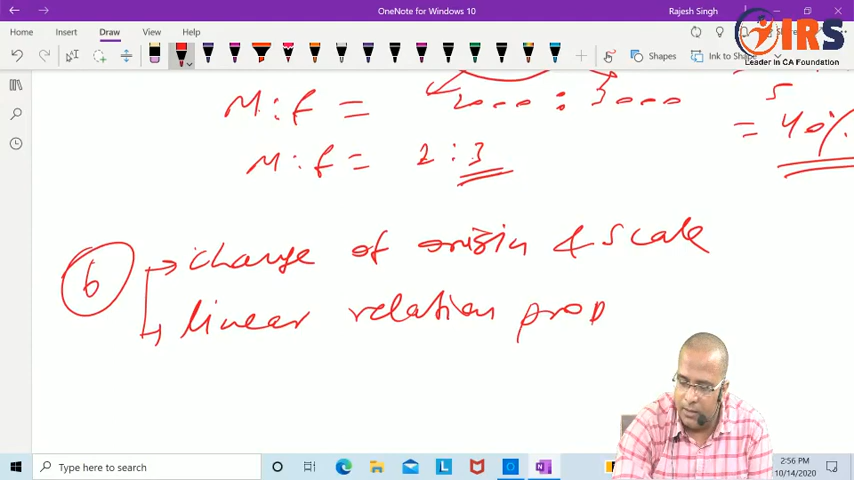 OneNote for Windows 10
Rajesh Singh
Home Insert Draw View Help
Shapes Ink to Shape
IRS
Leader in CA Foundation
M:f = 2000 : 3000
5
= 40%
M:f = 2:3
6 → change of origin & scale
→ linear relation prop
Type here to search
2:56 PM
10/14/2020